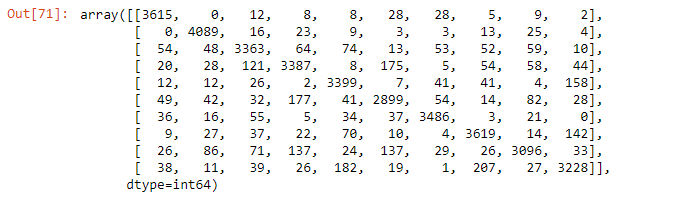 Out[71]: array([[3615, 0, 12, 8, 8, 28, 28, 5, 9, 2],
[ 0, 4089, 16, 23, 9, 3, 3, 13, 25, 4],
[ 54, 48, 3363, 64, 74, 13, 53, 52, 59, 10],
[ 20, 28, 121, 3387, 8, 175, 5, 54, 58, 44],
[ 12, 12, 26, 2, 3399, 7, 41, 41, 4, 158],
[ 49, 42, 32, 177, 41, 2899, 54, 14, 82, 28],
[ 36, 16, 55, 5, 34, 37, 3486, 3, 21, 0],
[ 9, 27, 37, 22, 70, 10, 4, 3619, 14, 142],
[ 26, 86, 71, 137, 24, 137, 29, 26, 3096, 33],
[ 38, 11, 39, 26, 182, 19, 1, 207, 27, 3228]],
dtype=int64)